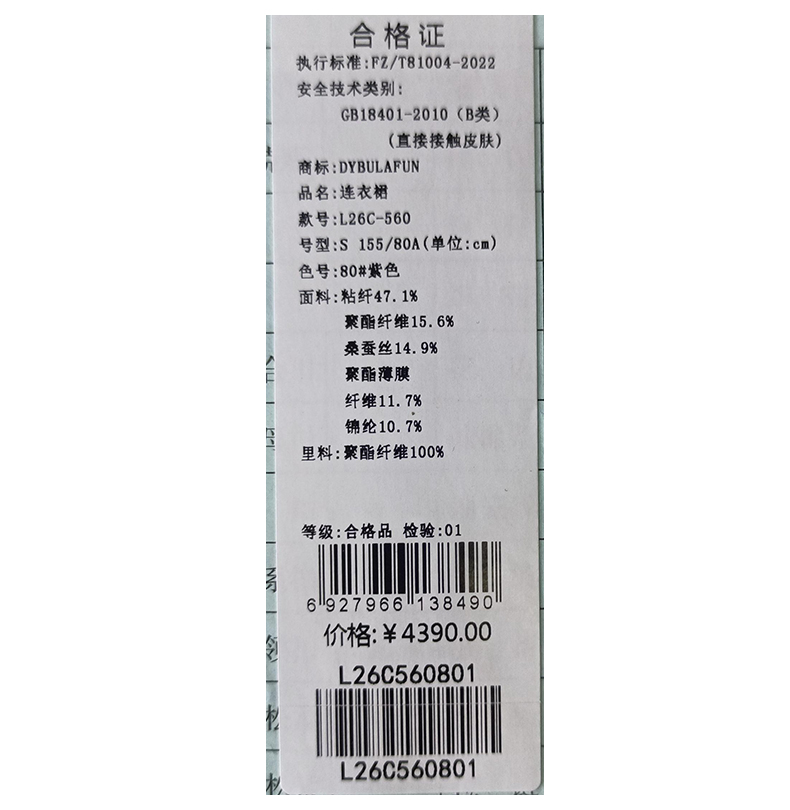 合格证
执行标准:FZ/T81004-2022
安全技术类别:
GB18401-2010（B类）
(直接接触皮肤)
商标:DYBULAFUN
品名:连衣裙
款号:L26C-560
号型:S 155/80A(单位:cm)
色号:80#紫色
面料:粘纤47.1%
聚酯纤维15.6%
桑蚕丝14.9%
聚酯薄膜
纤维11.7%
锦纶10.7%
里料:聚酯纤维100%
等级:合格品 检验:01
6 927966 138490
价格:￥4390.00
L26C560801
L26C560801